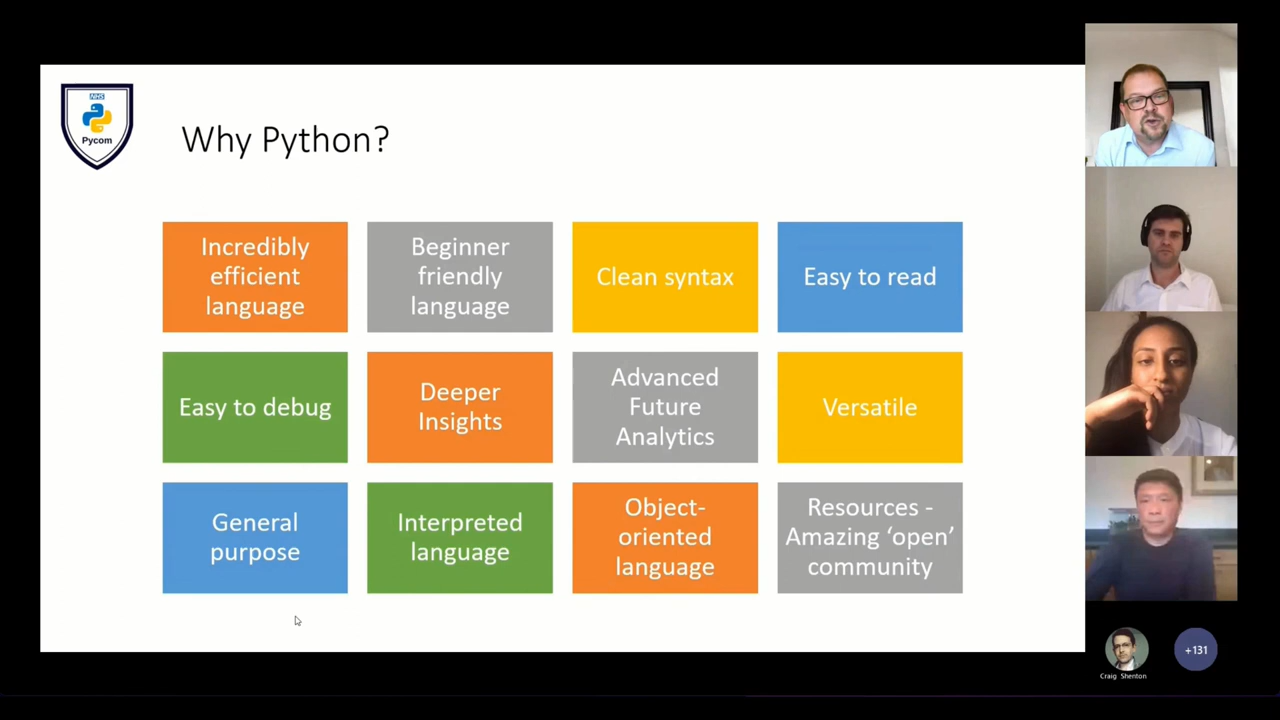 NHS
Pycom
Why Python?
Incredibly
efficient
language
Beginner
friendly
language
Clean syntax
Easy to read
Easy to debug
Deeper
Insights
Advanced
Future
Analytics
Versatile
General
purpose
Interpreted
language
Object-
oriented
language
Resources -
Amazing ‘open’
community
Craig Shenton
+131